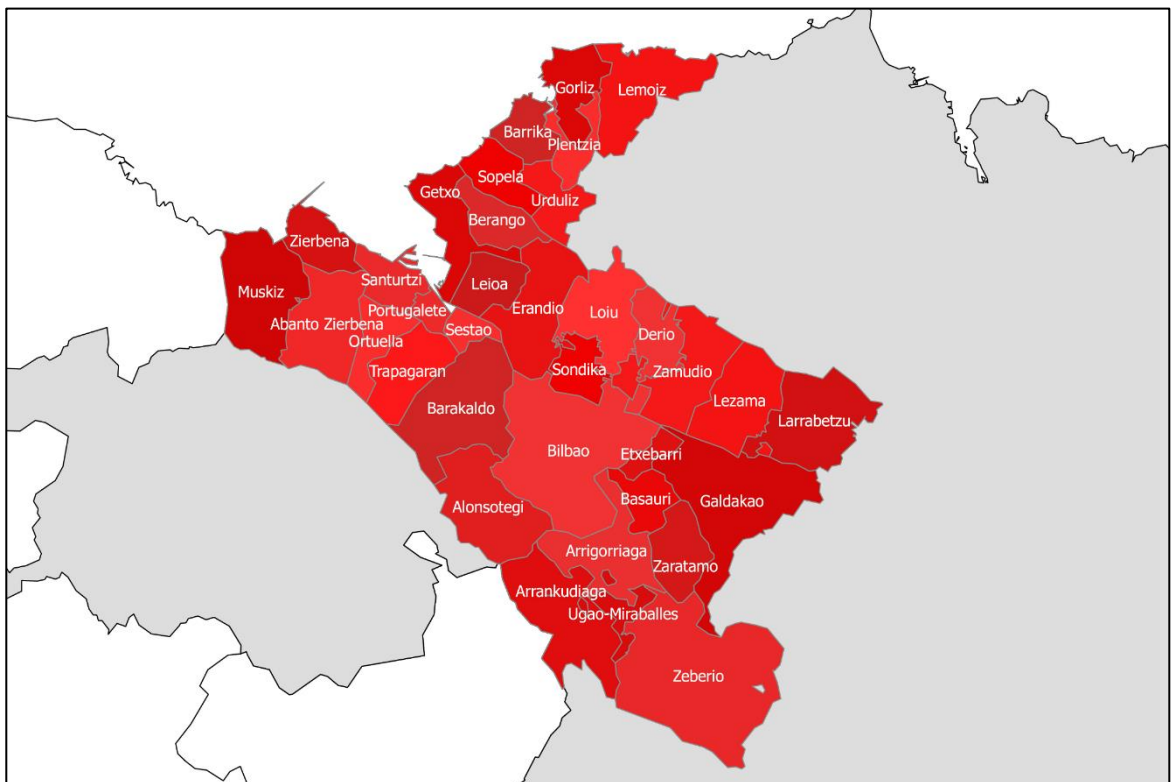 Gorliz
Lemoiz
Barrika
Plentzia
Sopela
Getxo
Urduliz
Berango
Zierbena
Santurtzi
Leioa
Muskiz
Erandio
Portugalete
Loiu
Abanto Zierbena
Sestao
Derio
Ortuella
Trapagaran
Sondika
Zamudio
Lezama
Barakaldo
Larrabetzu
Bilbao
Etxebarri
Alonsotegi
Basauri
Galdakao
Arrigorriaga
Zaratamo
Arrankudiaga
Ugao-Miraballes
Zeberio